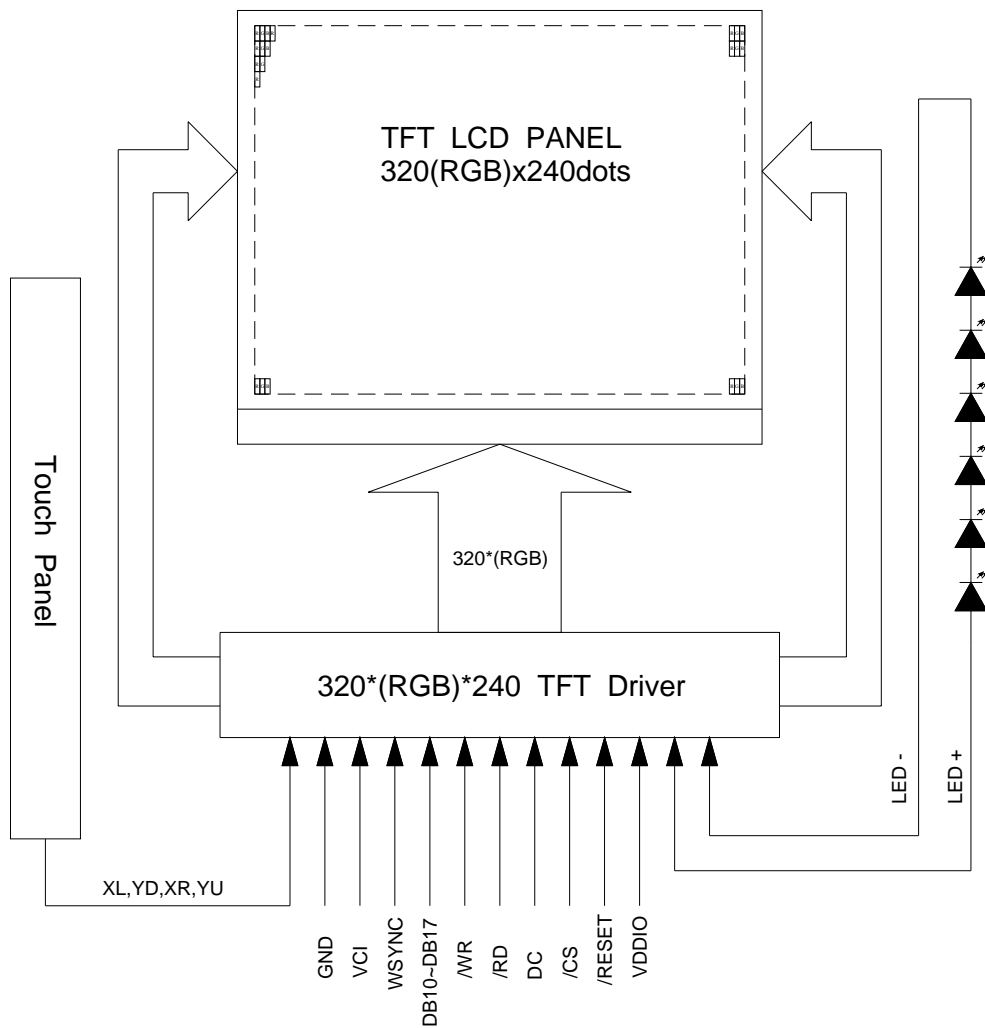 TFT LCD PANEL
320(RGB)x240dots
Touch Panel
320*(RGB)
320*(RGB)*240 TFT Driver
LED -
LED +
XL,YD,XR,YU
GND
VCI
WSYNC
DB10~DB17
/WR
/RD
DC
/CS
/RESET
VDDIO